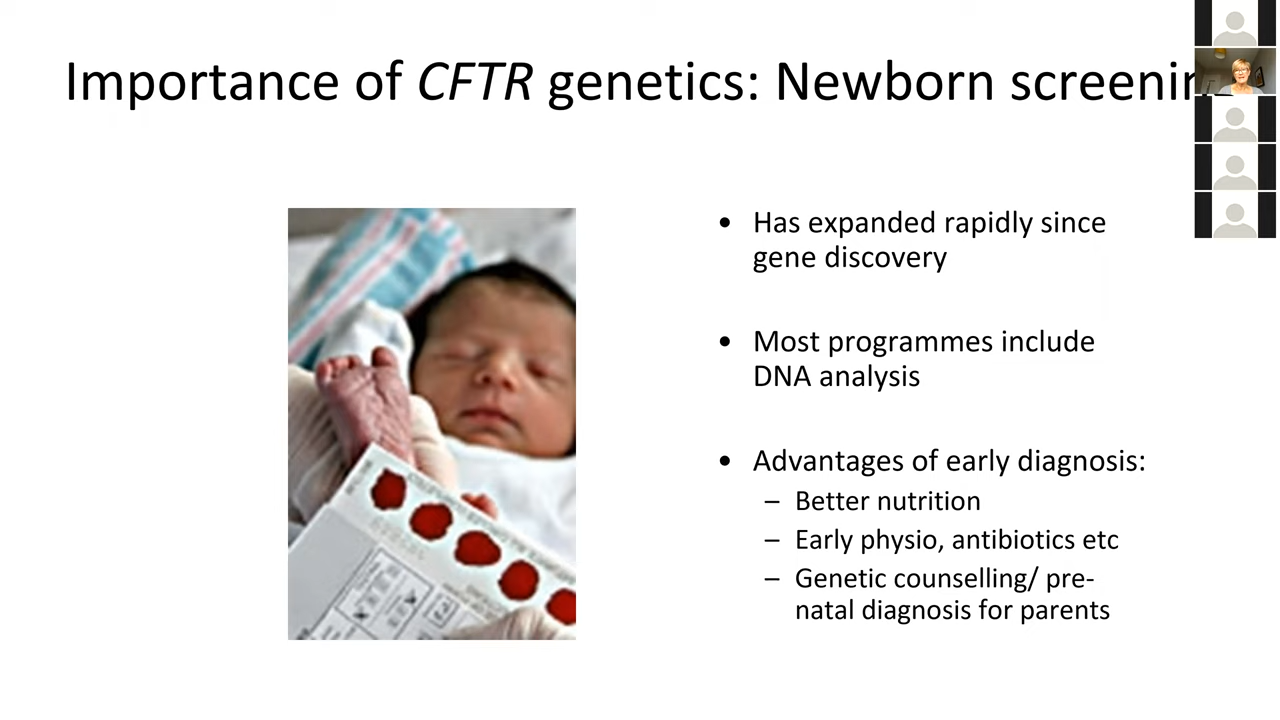 Importance of CFTR genetics: Newborn screenin
• Has expanded rapidly since
gene discovery
• Most programmes include
DNA analysis
• Advantages of early diagnosis:
– Better nutrition
– Early physio, antibiotics etc
– Genetic counselling/ pre-
natal diagnosis for parents